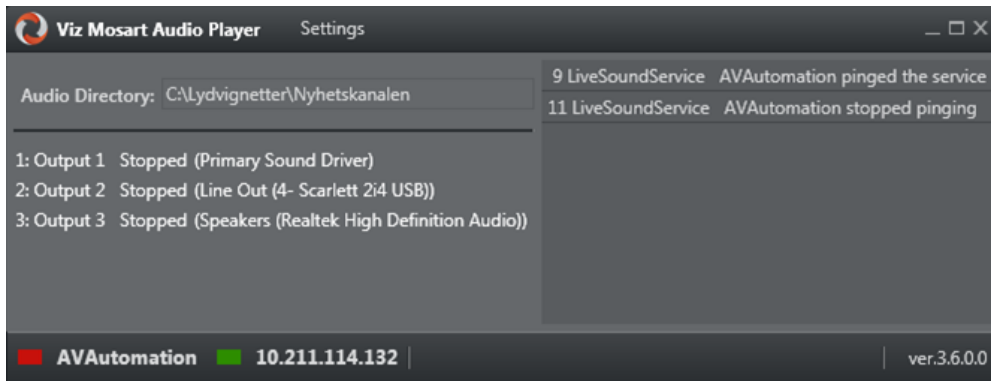 Viz Mosart Audio Player Settings
Audio Directory: C:\Lydvignetter\Nyhetskanalen
1: Output 1 Stopped (Primary Sound Driver)
2: Output 2 Stopped (Line Out (4- Scarlett 2i4 USB))
3: Output 3 Stopped (Speakers (Realtek High Definition Audio))
9 LiveSoundService AVAutomation pinged the service
11 LiveSoundService AVAutomation stopped pinging
AVAutomation 10.211.114.132 ver.3.6.0.0